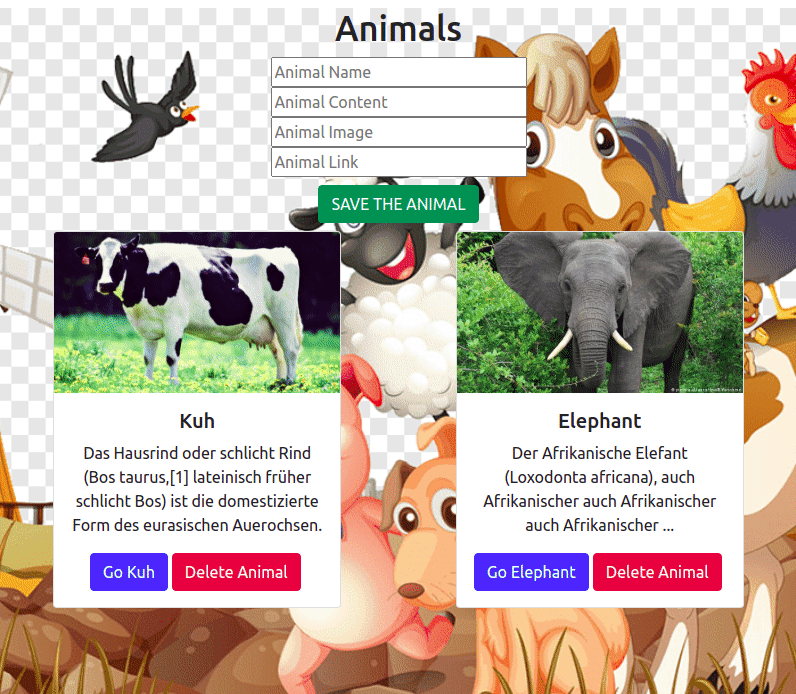 Animals
Animal Name
Animal Content
Animal Image
Animal Link
SAVE THE ANIMAL
Kuh
Das Hausrind oder schlicht Rind
(Bos taurus,[1] lateinisch früher
schlicht Bos) ist die domestizierte
Form des eurasischen Auerochsen.
Go Kuh
Delete Animal
Elephant
Der Afrikanische Elefant
(Loxodonta africana), auch
Afrikanischer auch Afrikanischer
auch Afrikanischer ...
Go Elephant
Delete Animal